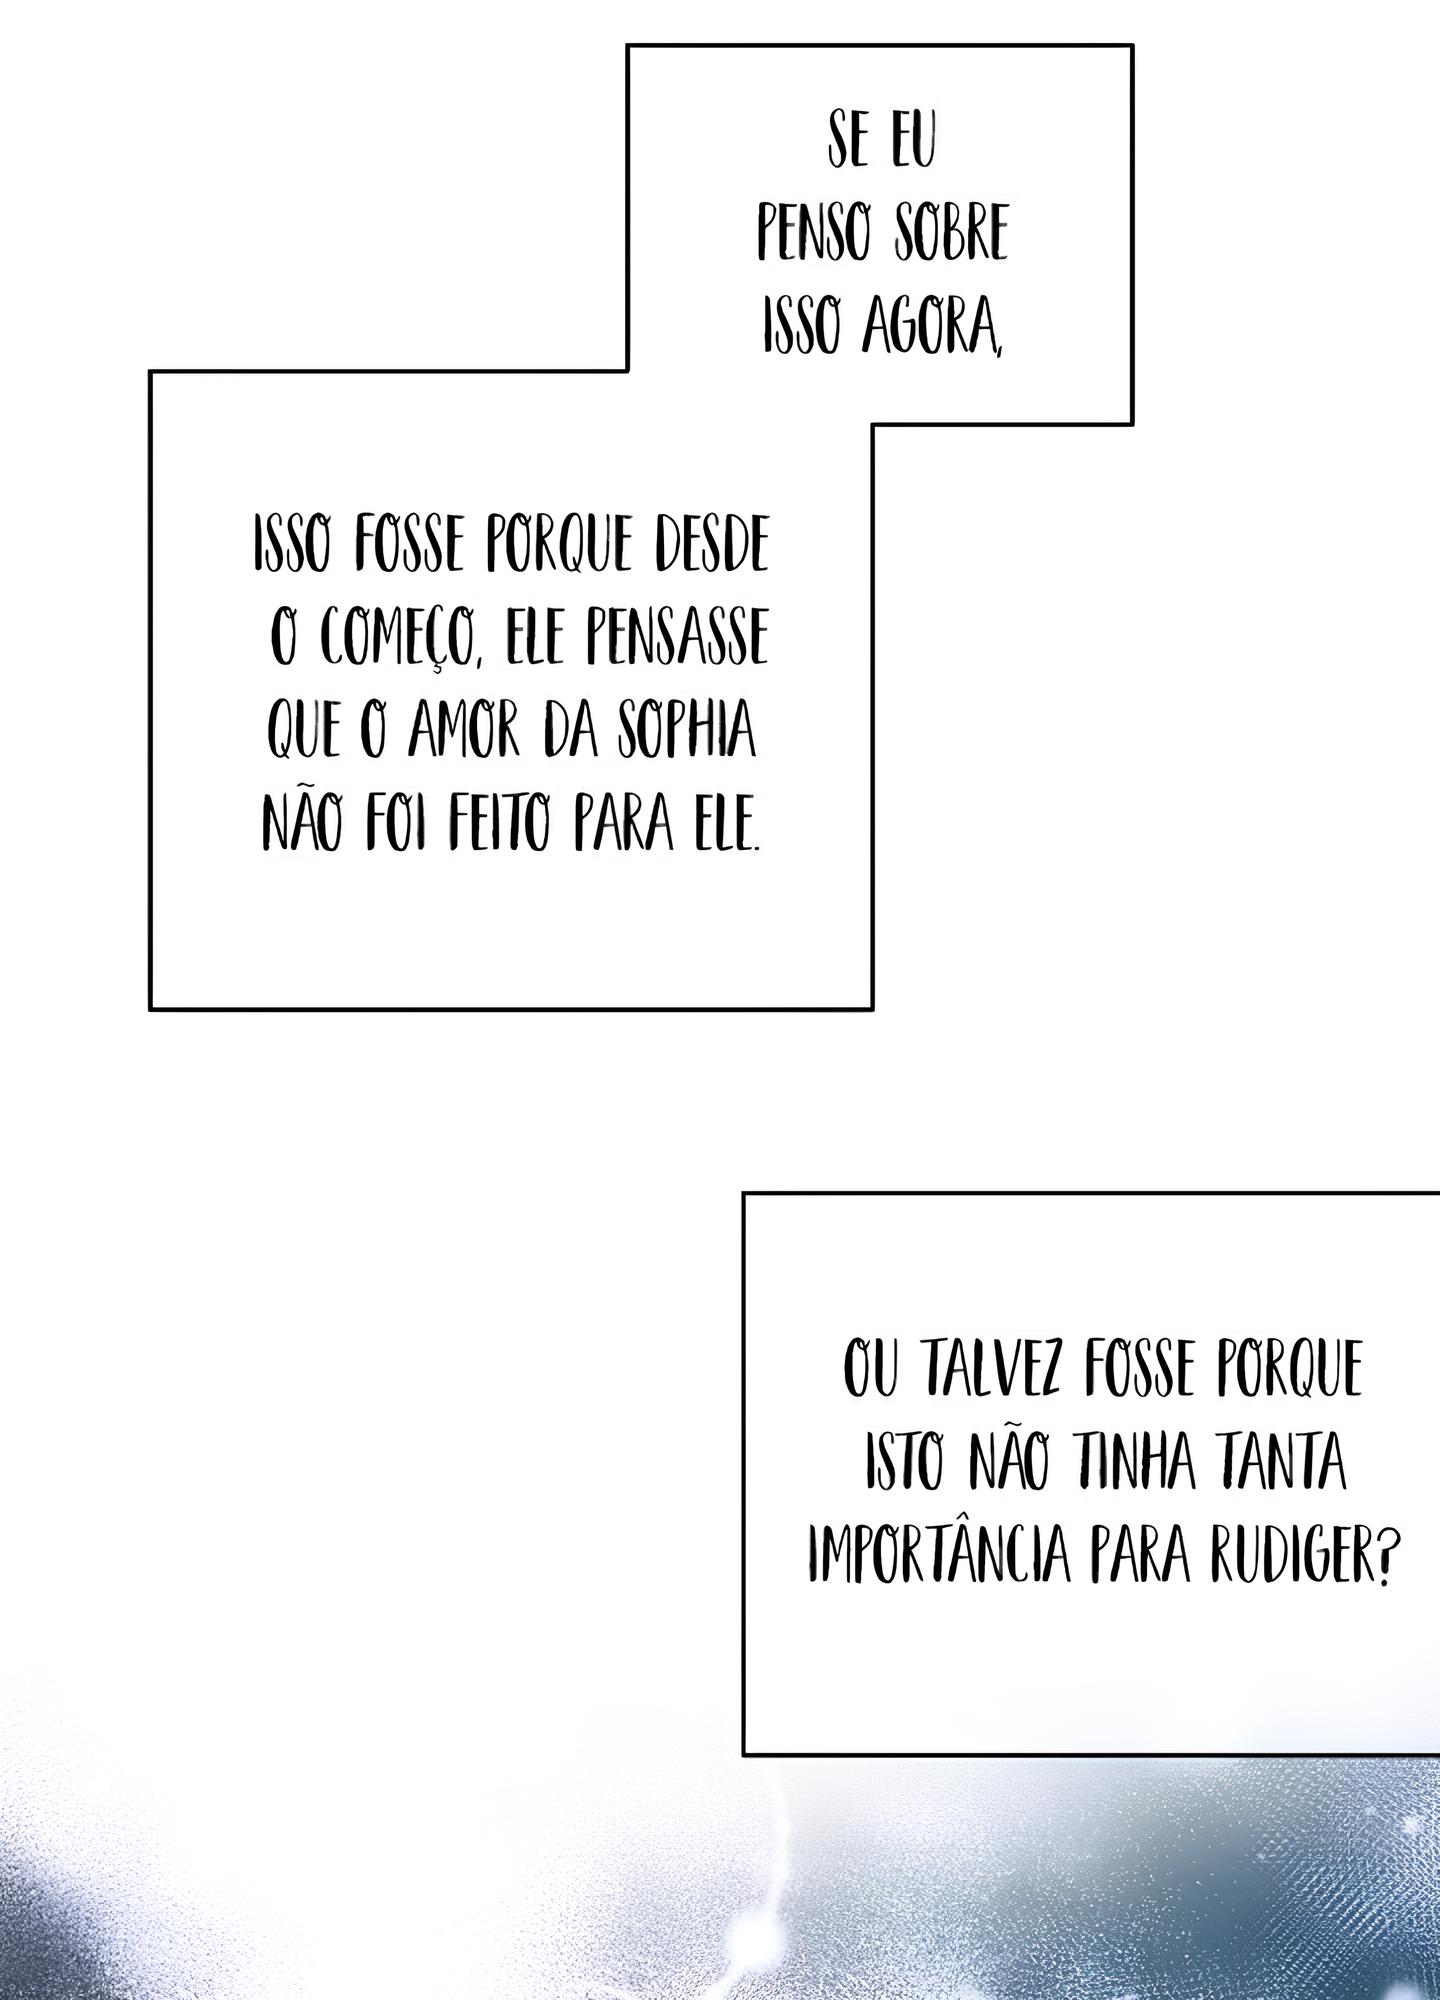 SE EU
PENSO SOBRE
ISSO AGORA,
ISSO FOSSE PORQUE DESDE
O COMEÇO, ELE PENSASSE
QUE O AMOR DA SOPHIA
NÃO FOI FEITO PARA ELE.
OU TALVEZ FOSSE PORQUE
ISTO NÃO TINHA TANTA
IMPORTÂNCIA PARA RUDIGER?